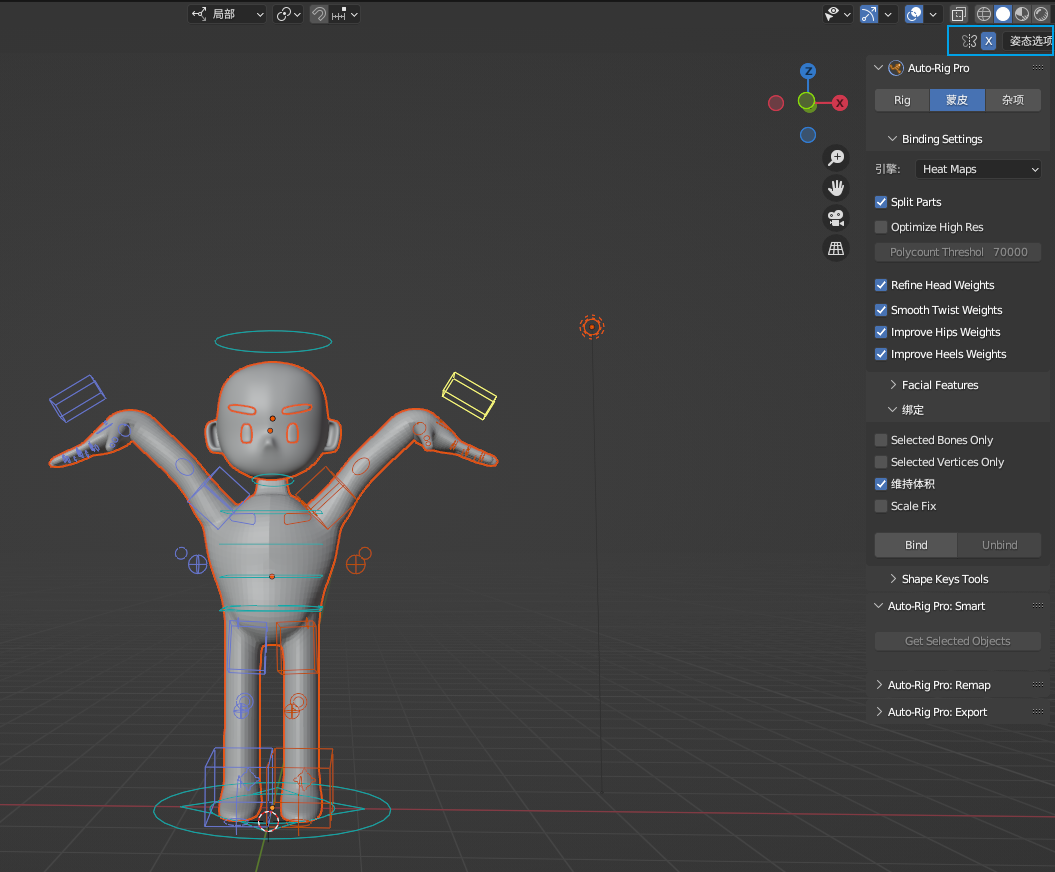 局部
X 姿态选项
Z
X
Auto-Rig Pro
Rig 蒙皮 杂项
Binding Settings
引擎: Heat Maps
Split Parts
Optimize High Res
Polycount Threshol 70000
Refine Head Weights
Smooth Twist Weights
Improve Hips Weights
Improve Heels Weights
Facial Features
绑定
Selected Bones Only
Selected Vertices Only
维持体积
Scale Fix
Bind Unbind
Shape Keys Tools
Auto-Rig Pro: Smart
Get Selected Objects
Auto-Rig Pro: Remap
Auto-Rig Pro: Export